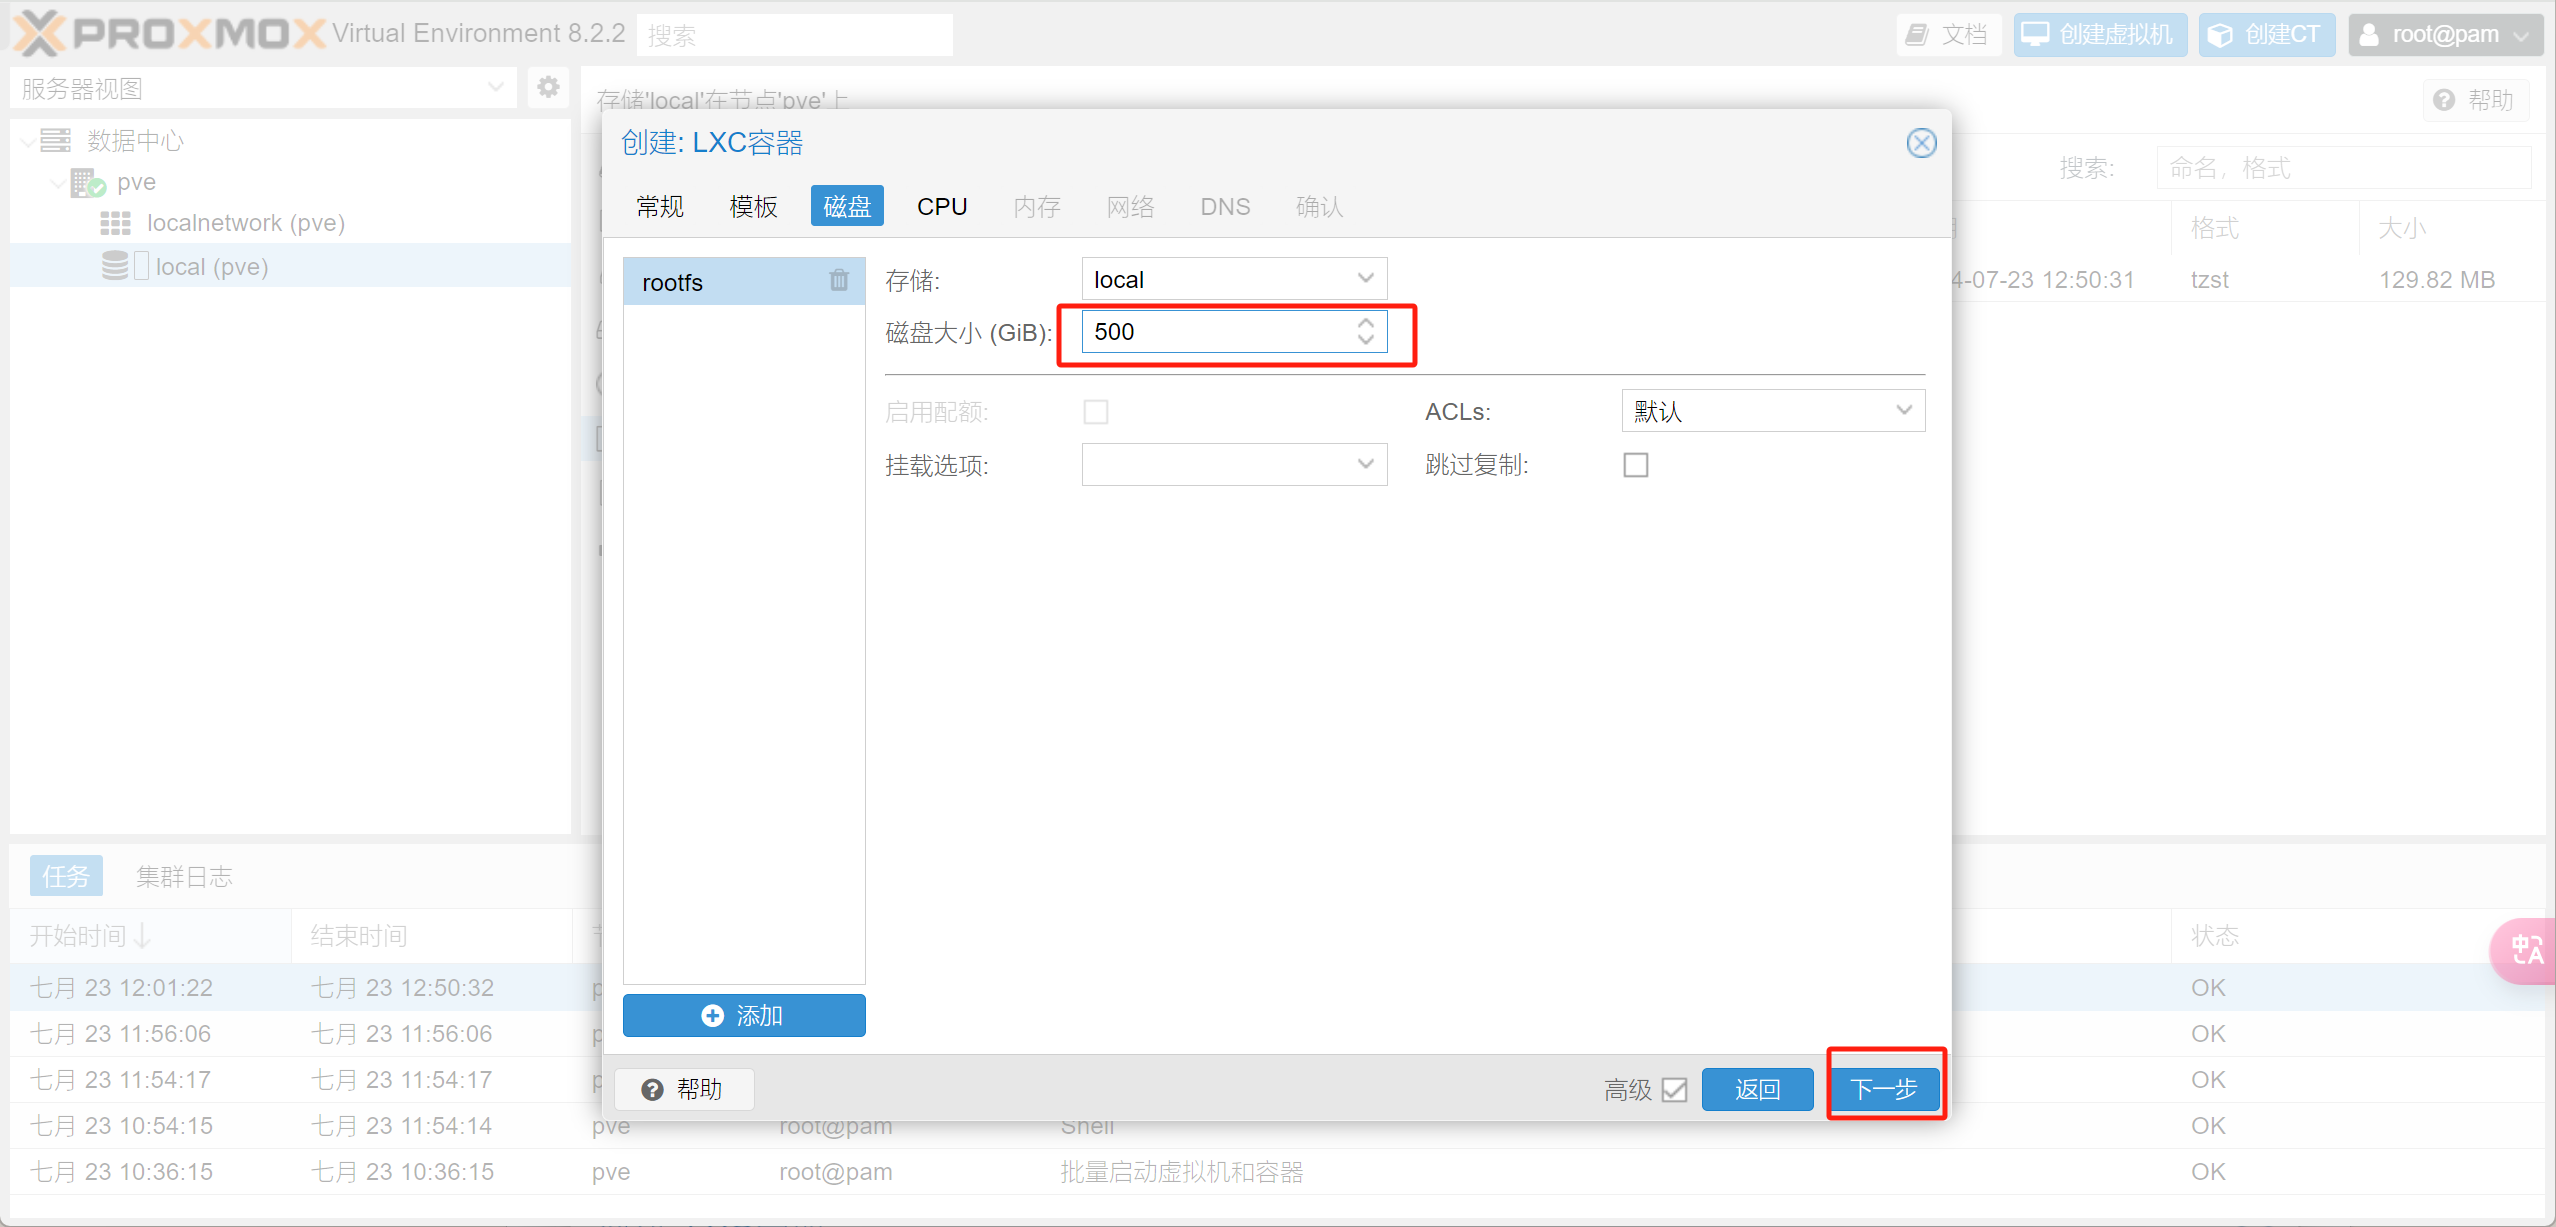 PROXMOX Virtual Environment 8.2.2 搜索 文档 创建虚拟机 创建CT root@pam
服务器视图
存储'local'在节点'pve'上 帮助
数据中心
pve
localnetwork (pve)
local (pve)
搜索: 命名，格式
格式 大小
4-07-23 12:50:31 tzst 129.82 MB
创建: LXC容器
常规 模板 磁盘 CPU 内存 网络 DNS 确认
rootfs
存储: local
磁盘大小 (GiB): 500
启用配额: ACLs: 默认
挂载选项: 跳过复制:
添加
帮助 高级 返回 下一步
任务 集群日志
开始时间 结束时间 状态
七月 23 12:01:22 七月 23 12:50:32 OK
七月 23 11:56:06 七月 23 11:56:06 OK
七月 23 11:54:17 七月 23 11:54:17 OK
七月 23 10:54:15 七月 23 11:54:14 pve root@pam Shell OK
七月 23 10:36:15 七月 23 10:36:15 pve root@pam 批量启动虚拟机和容器 OK
中A